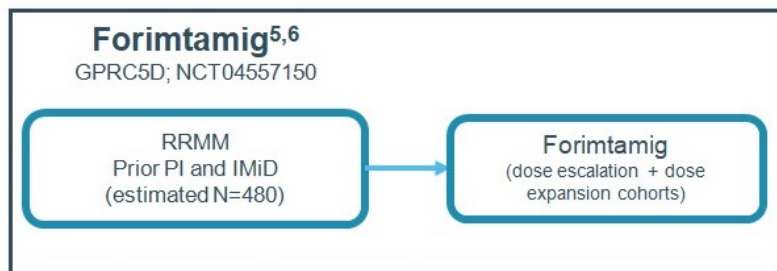 Forimtamig5,6
GPRC5D; NCT04557150
RRMM
Prior PI and IMiD
(estimated N=480)
Forimtamig
(dose escalation + dose
expansion cohorts)